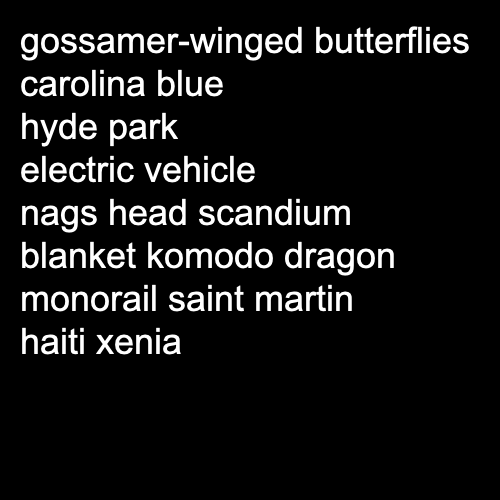 gossamer-winged butterflies
carolina blue
hyde park
electric vehicle
nags head scandium
blanket komodo dragon
monorail saint martin
haiti xenia